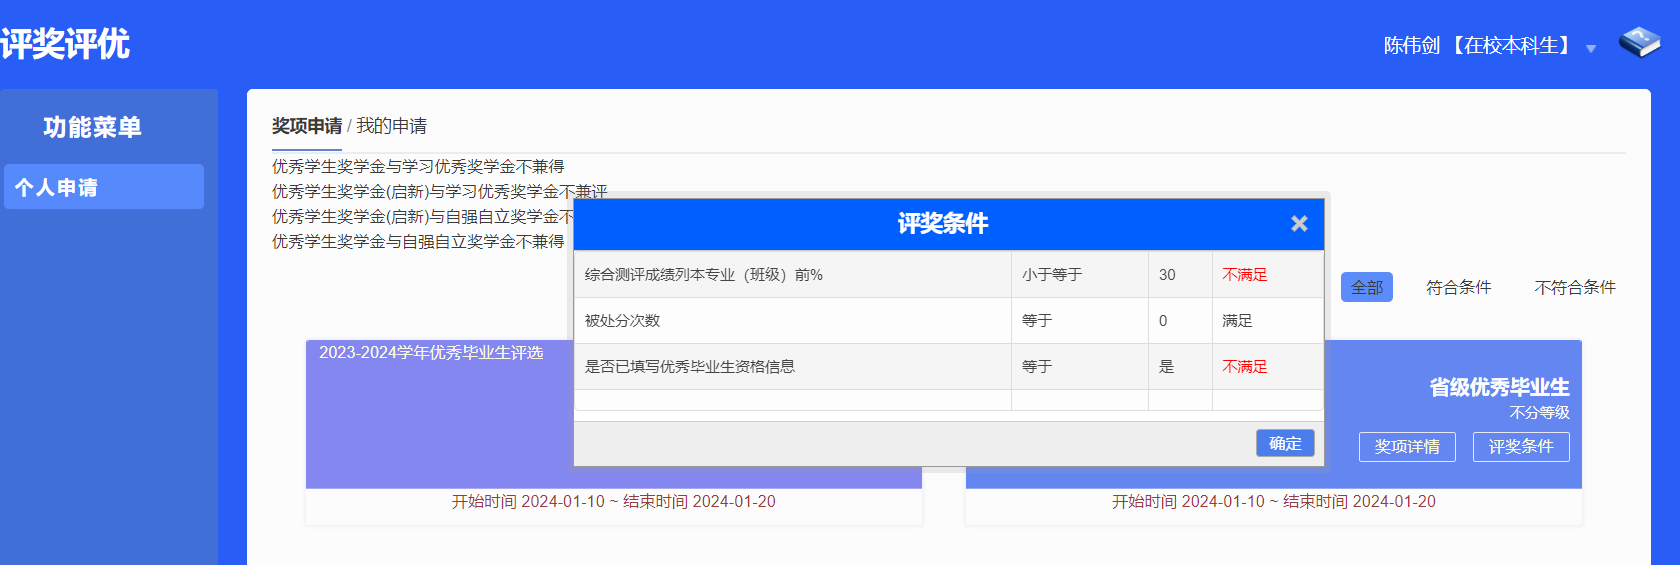 评奖评优
陈伟剑 【在校本科生】
功能菜单
个人申请
奖项申请 / 我的申请
优秀学生奖学金与学习优秀奖学金不兼得
优秀学生奖学金(启新)与学习优秀奖学金不兼评
优秀学生奖学金(启新)与自强自立奖学金不
优秀学生奖学金与自强自立奖学金不兼得
全部 符合条件 不符合条件
评奖条件
综合测评成绩列本专业（班级）前% 小于等于 30 不满足
被处分次数 等于 0 满足
是否已填写优秀毕业生资格信息 等于 是 不满足
确定
2023-2024学年优秀毕业生评选
开始时间 2024-01-10 ~ 结束时间 2024-01-20
省级优秀毕业生
不分等级
奖项详情 评奖条件
开始时间 2024-01-10 ~ 结束时间 2024-01-20